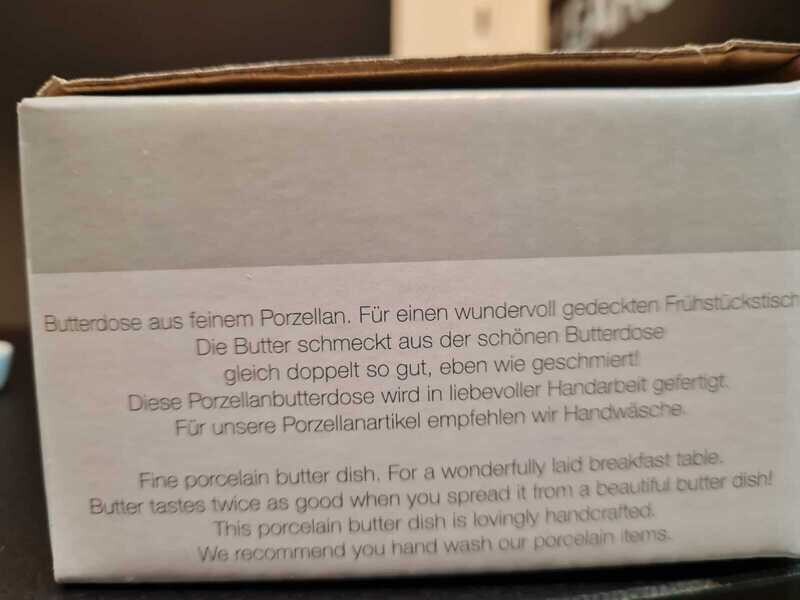 Butterdose aus feinem Porzellan. Für einen wundervoll gedeckten Frühstückstisch
Die Butter schmeckt aus der schönen Butterdose
gleich doppelt so gut, eben wie geschmiert!
Diese Porzellanbutterdose wird in liebevoller Handarbeit gefertigt.
Für unsere Porzellanartikel empfehlen wir Handwäsche.
Fine porcelain butter dish. For a wonderfully laid breakfast table.
Butter tastes twice as good when you spread it from a beautiful butter dish!
This porcelain butter dish is lovingly handcrafted.
We recommend you hand wash our porcelain items.